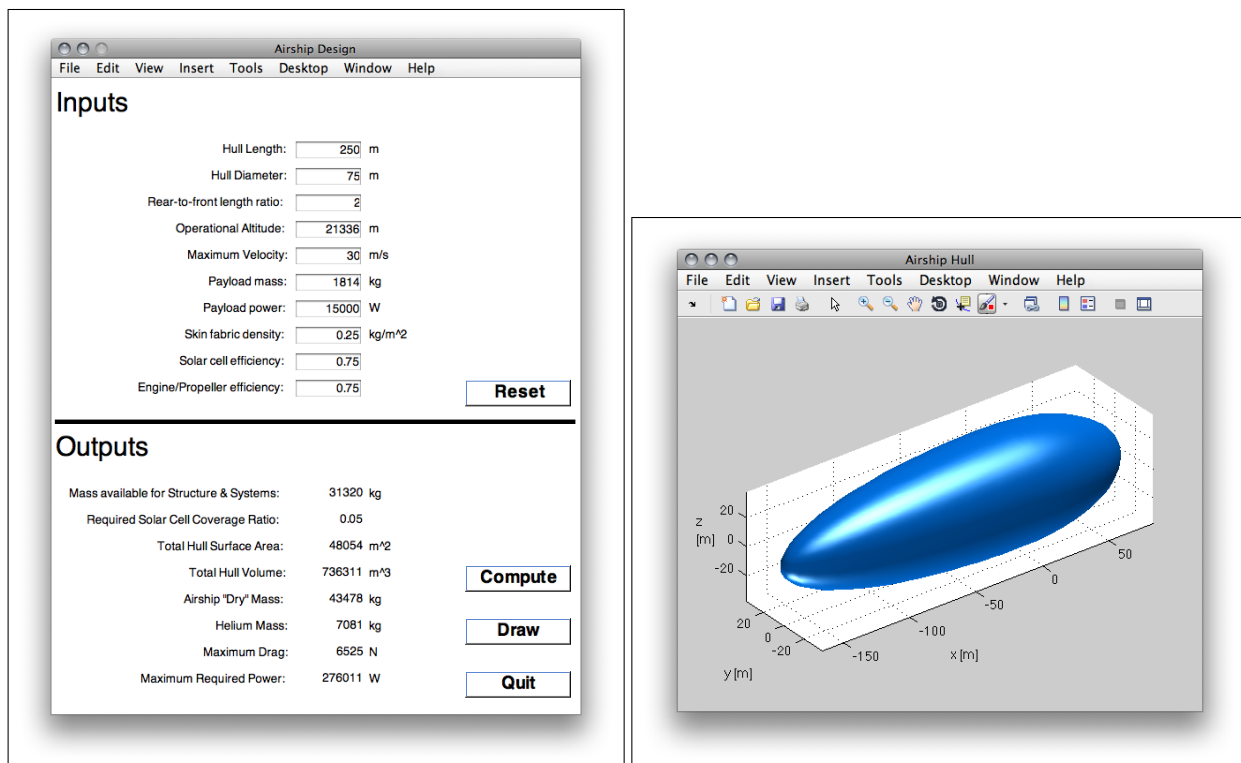 Airship Design
File Edit View Insert Tools Desktop Window Help
Inputs
Hull Length: 250 m
Hull Diameter: 75 m
Rear-to-front length ratio: 2
Operational Altitude: 21336 m
Maximum Velocity: 30 m/s
Payload mass: 1814 kg
Payload power: 15000 W
Skin fabric density: 0.25 kg/m^2
Solar cell efficiency: 0.75
Engine/Propeller efficiency: 0.75
Reset
Outputs
Mass available for Structure & Systems: 31320 kg
Required Solar Cell Coverage Ratio: 0.05
Total Hull Surface Area: 48054 m^2
Total Hull Volume: 736311 m^3
Compute
Airship "Dry" Mass: 43478 kg
Helium Mass: 7081 kg
Draw
Maximum Drag: 6525 N
Maximum Required Power: 276011 W
Quit
Airship Hull
File Edit View Insert Tools Desktop Window Help
z
[m]
20
0
-20
20
0
-20
y [m]
-150
-100
-50
0
50
x [m]